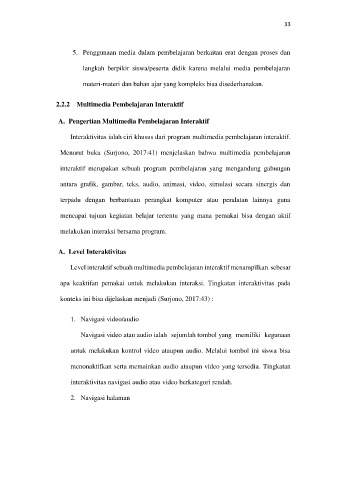 33
5. Penggunaan media dalam pembelajaran berkaitan erat dengan proses dan
langkah berpikir siswa/peserta didik karena melalui media pembelajaran
materi-materi dan bahan ajar yang kompleks bisa disederhanakan.
2.2.2 Multimedia Pembelajaran Interaktif
A. Pengertian Multimedia Pembelajaran Interaktif
Interaktivitas ialah ciri khusus dari program multimedia pembelajaran interaktif.
Menurut buku (Surjono, 2017:41) menjelaskan bahwa multimedia pembelajaran
interaktif merupakan sebuah program pembelajaran yang mengandung gabungan
antara grafik, gambar, teks, audio, animasi, video, simulasi secara sinergis dan
terpadu dengan berbantuan perangkat komputer atau peralatan lainnya guna
mencapai tujuan kegiatan belajar tertentu yang mana pemakai bisa dengan aktif
melakukan interaksi bersama program.
A. Level Interaktivitas
Level interaktif sebuah multimedia pembelajaran interaktif menampilkan sebesar
apa keaktifan pemakai untuk melakukan interaksi. Tingkatan interaktivitas pada
konteks ini bisa dijelaskan menjadi (Surjono, 2017:43) :
1. Navigasi video/audio
Navigasi video atau audio ialah sejumlah tombol yang memiliki kegunaan
untuk melakukan kontrol video ataupun audio. Melalui tombol ini siswa bisa
menonaktifkan serta memainkan audio ataupun video yang tersedia. Tingkatan
interaktivitas navigasi audio atau video berkategori rendah.
2. Navigasi halaman